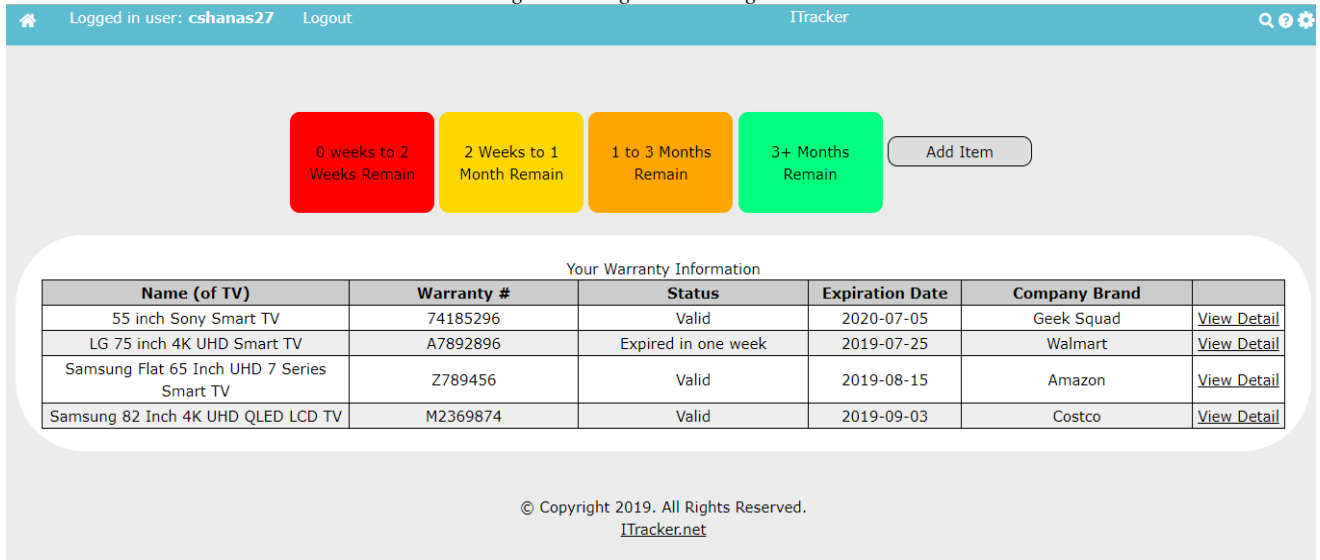 Logged in user: cshanas27 Logout ITracker
0 weeks to 2
Weeks Remain
2 Weeks to 1
Month Remain
1 to 3 Months
Remain
3+ Months
Remain
Add Item
Your Warranty Information
Name (of TV) Warranty # Status Expiration Date Company Brand
55 inch Sony Smart TV 74185296 Valid 2020-07-05 Geek Squad View Detail
LG 75 inch 4K UHD Smart TV A7892896 Expired in one week 2019-07-25 Walmart View Detail
Samsung Flat 65 Inch UHD 7 Series
Smart TV Z789456 Valid 2019-08-15 Amazon View Detail
Samsung 82 Inch 4K UHD QLED LCD TV M2369874 Valid 2019-09-03 Costco View Detail
© Copyright 2019. All Rights Reserved.
ITracker.net